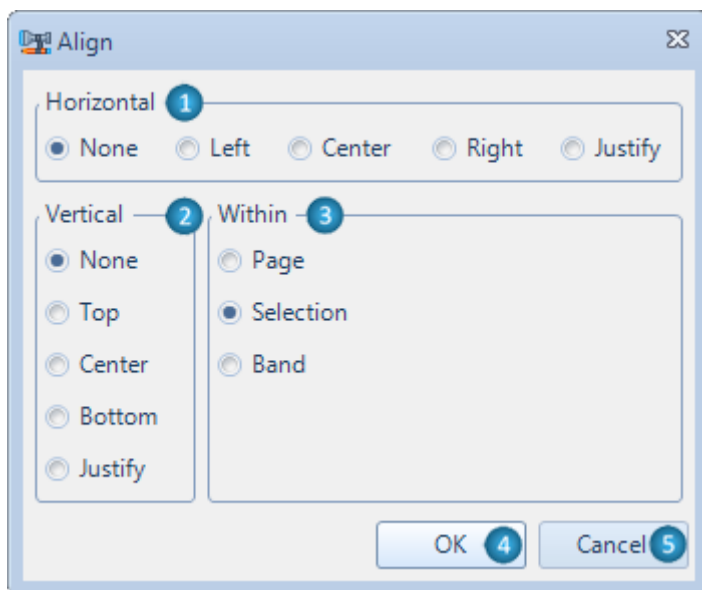 Align
Horizontal 1
None Left Center Right Justify
Vertical 2
None
Top
Center
Bottom
Justify
Within 3
Page
Selection
Band
OK 4
Cancel 5